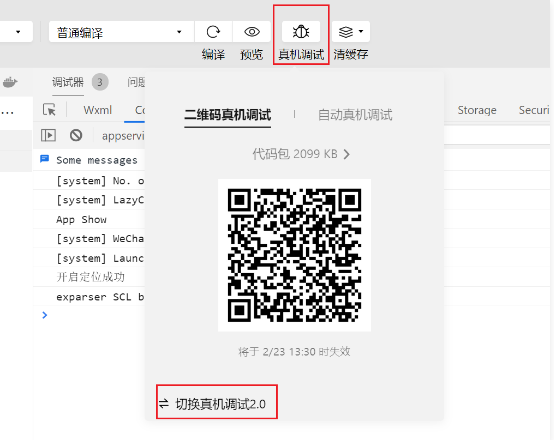 普通编译
编译 预览 真机调试 清缓存
调试器 3 问题
... Wxml Co Storage Securi
appservi
二维码真机调试 自动真机调试
代码包 2099 KB
Some messages
[system] No. o
[system] LazyC
App Show
[system] WeCha
[system] Launc
开启定位成功
exparser SCL b
将于 2/23 13:30 时失效
切换真机调试2.0